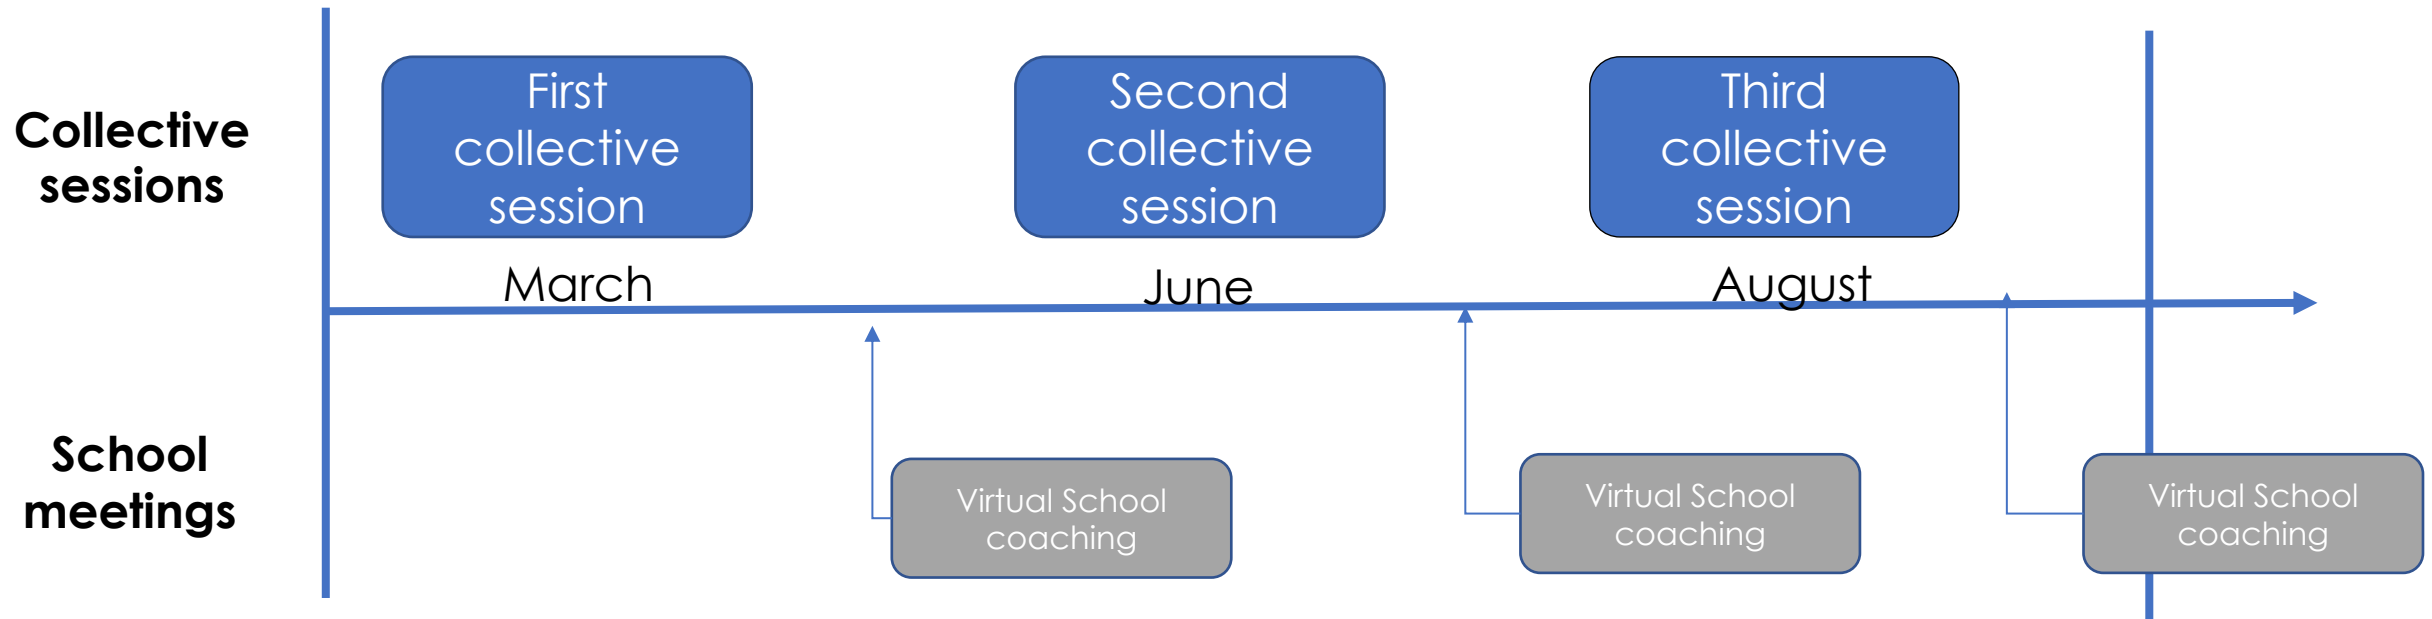 Collective
sessions
First
collective
session
Second
collective
session
Third
collective
session
March
June
August
School
meetings
Virtual School
coaching
Virtual School
coaching
Virtual School
coaching